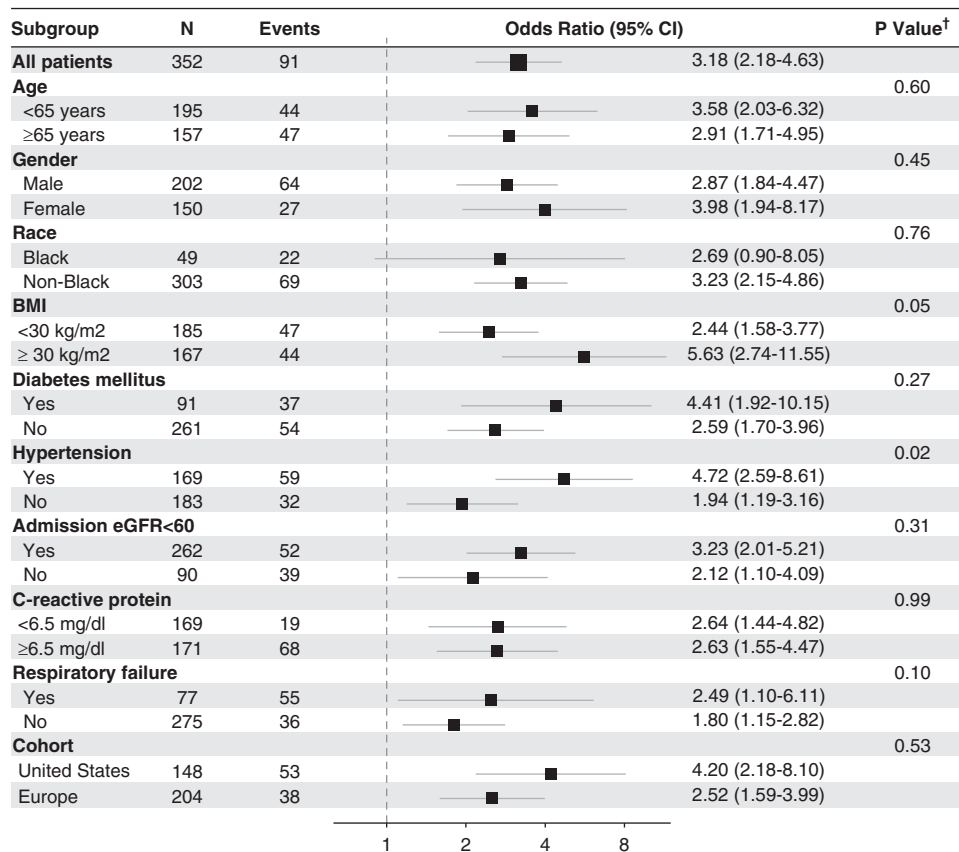 Subgroup N Events Odds Ratio (95% CI) P Value†
All patients 352 91 3.18 (2.18-4.63)
Age 0.60
<65 years 195 44 3.58 (2.03-6.32)
≥65 years 157 47 2.91 (1.71-4.95)
Gender 0.45
Male 202 64 2.87 (1.84-4.47)
Female 150 27 3.98 (1.94-8.17)
Race 0.76
Black 49 22 2.69 (0.90-8.05)
Non-Black 303 69 3.23 (2.15-4.86)
BMI 0.05
<30 kg/m2 185 47 2.44 (1.58-3.77)
≥ 30 kg/m2 167 44 5.63 (2.74-11.55)
Diabetes mellitus 0.27
Yes 91 37 4.41 (1.92-10.15)
No 261 54 2.59 (1.70-3.96)
Hypertension 0.02
Yes 169 59 4.72 (2.59-8.61)
No 183 32 1.94 (1.19-3.16)
Admission eGFR<60 0.31
Yes 262 52 3.23 (2.01-5.21)
No 90 39 2.12 (1.10-4.09)
C-reactive protein 0.99
<6.5 mg/dl 169 19 2.64 (1.44-4.82)
≥6.5 mg/dl 171 68 2.63 (1.55-4.47)
Respiratory failure 0.10
Yes 77 55 2.49 (1.10-6.11)
No 275 36 1.80 (1.15-2.82)
Cohort 0.53
United States 148 53 4.20 (2.18-8.10)
Europe 204 38 2.52 (1.59-3.99)
1 2 4 8